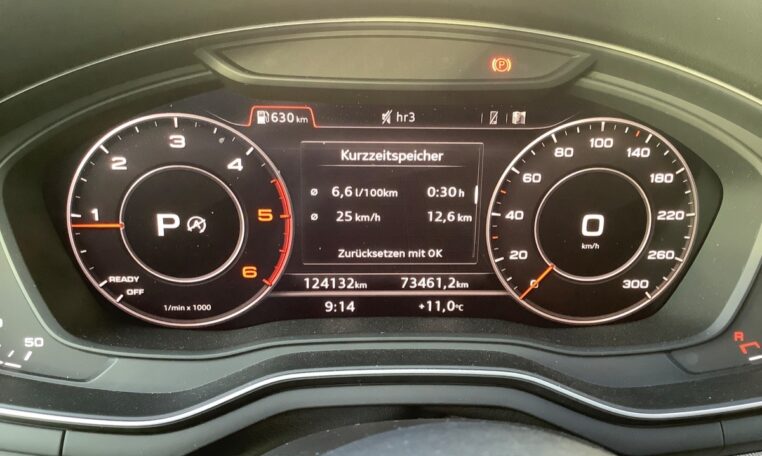 (P)
630 km
hr3
Kurzzeitspeicher
ø 6,6 l/100km 0:30 h
ø 25 km/h 12,6 km
Zurücksetzen mit OK
124132 km 73461,2 km
9:14 +11,0 °C
1
2
3
4
5
6
READY
OFF
1/min x 1000
P A
0
20
40
60
80
100
140
180
220
260
300
0
km/h
50
R